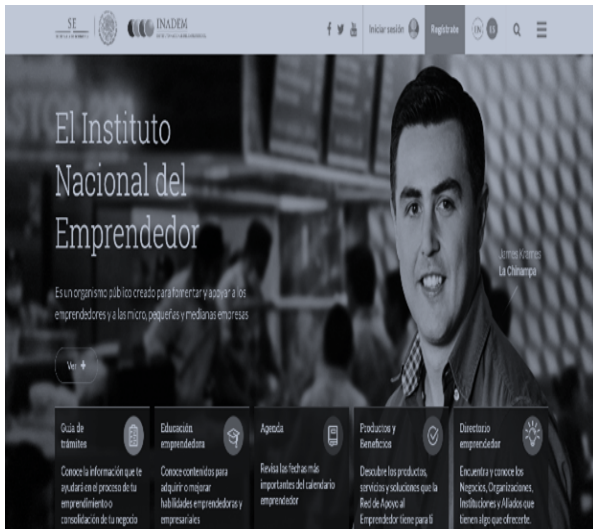 SE
INADEM
Iniciar sesión
Regístrate
EN
ES
El Instituto
Nacional del
Emprendedor
Es un organismo público creado para fomentar y apoyar a los
emprendedores y a las micro, pequeñas y medianas empresas
Ver +
James Krames
La Chinampa
Guía de
trámites
Conoce la información que te
ayudará en el proceso de tu
emprendimiento o
consolidación de tu negocio
Educación
emprendedora
Conoce contenidos para
adquirir o mejorar
habilidades emprendedoras y
empresariales
Agenda
Revisa las fechas más
importantes del calendario
emprendedor
Productos y
Beneficios
Descubre los productos,
servicios y soluciones que la
Red de Apoyo al
Emprendedor tiene para ti
Directorio
emprendedor
Encuentra y conoce los
Negocios, Organizaciones,
Instituciones y Aliados que
tienen algo que ofrecerte.